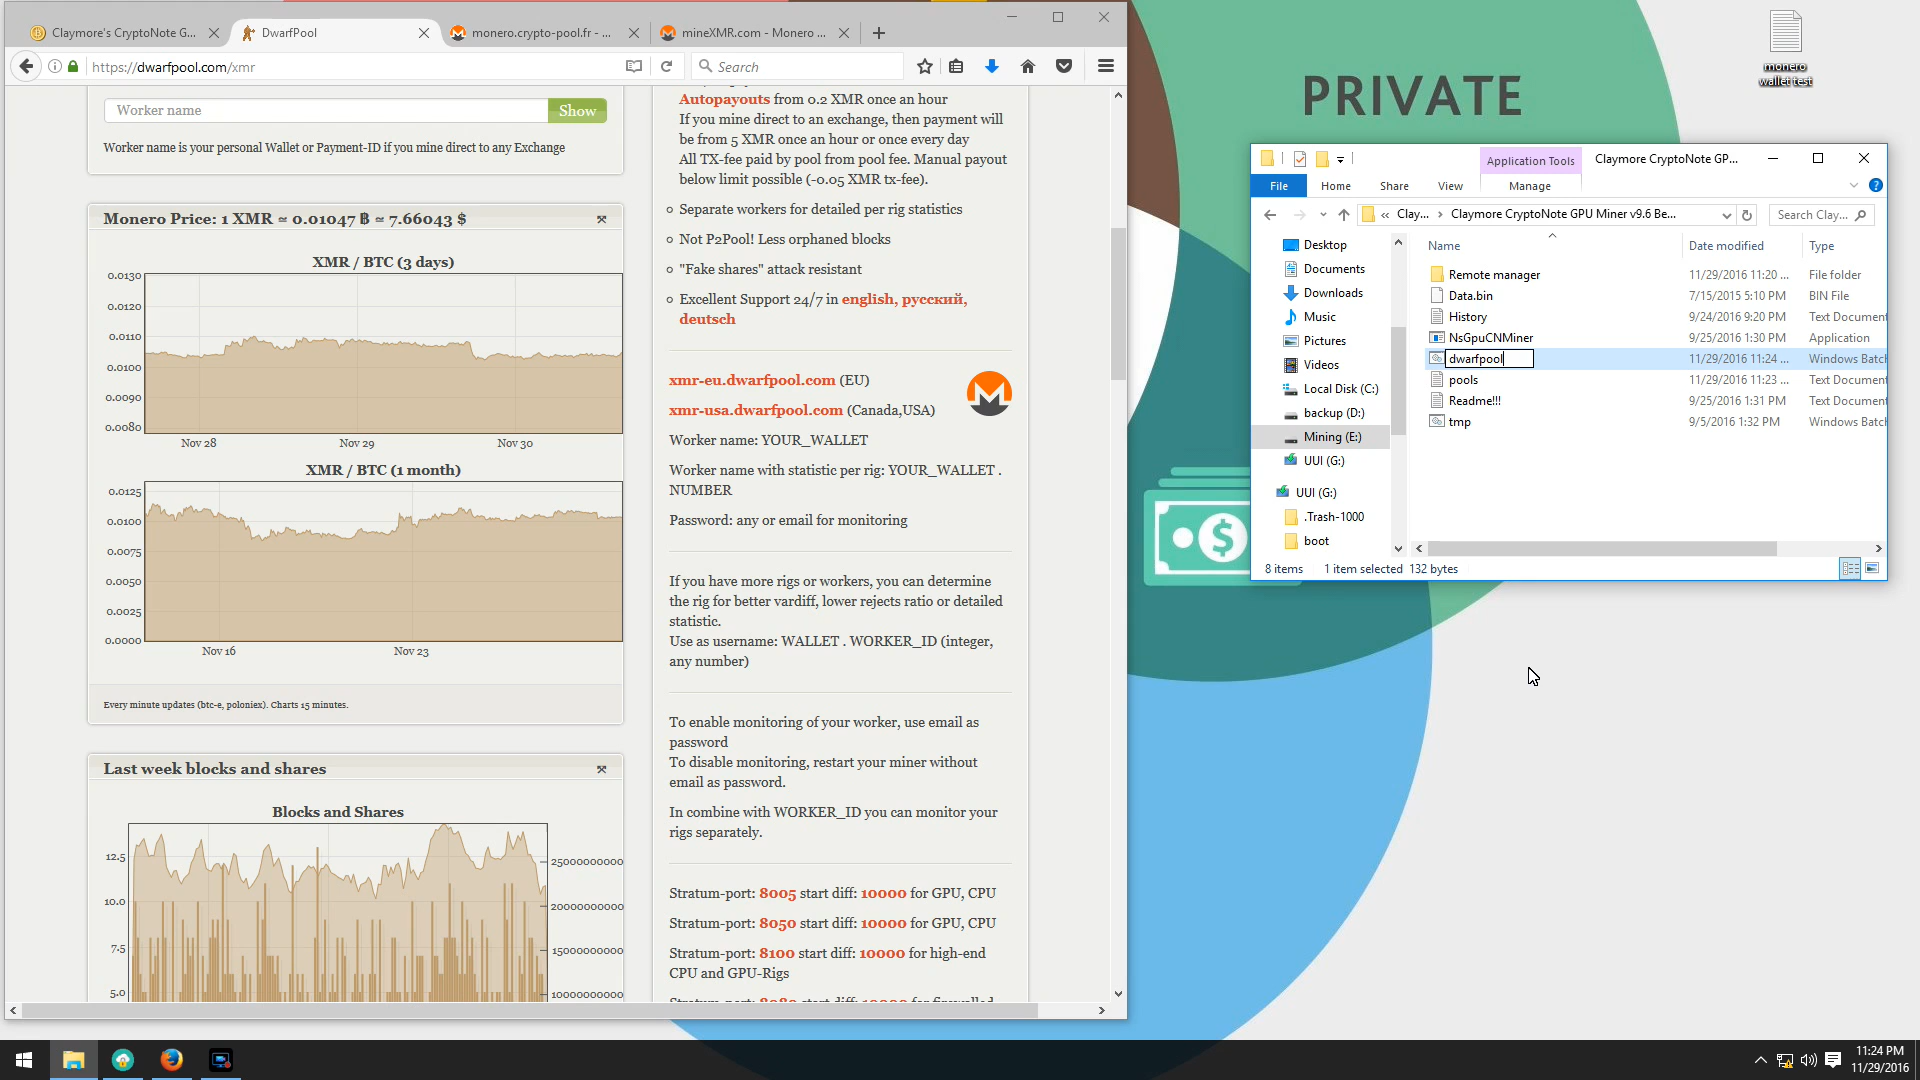 Claymore's CryptoNote G...
DwarfPool
monero.crypto-pool.fr - ...
mineXMR.com - Monero ...
https://dwarfpool.com/xmr
Search
Worker name
Show
Worker name is your personal Wallet or Payment-ID if you mine direct to any Exchange
Monero Price: 1 XMR ≃ 0.01047 ฿ ≃ 7.66043 $
XMR / BTC (3 days)
0.0130
0.0120
0.0110
0.0100
0.0090
0.0080
Nov 28
Nov 29
Nov 30
XMR / BTC (1 month)
0.0125
0.0100
0.0075
0.0050
0.0025
0.0000
Nov 16
Nov 23
Every minute updates (btc-e, poloniex). Charts 15 minutes.
Last week blocks and shares
Blocks and Shares
12.5
10.0
7.5
5.0
25000000000
20000000000
15000000000
10000000000
Autopayouts from 0.2 XMR once an hour
If you mine direct to an exchange, then payment will
be from 5 XMR once an hour or once every day
All TX-fee paid by pool from pool fee. Manual payout
below limit possible (-0.05 XMR tx-fee).
Separate workers for detailed per rig statistics
Not P2Pool! Less orphaned blocks
"Fake shares" attack resistant
Excellent Support 24/7 in english, русский,
deutsch
xmr-eu.dwarfpool.com (EU)
xmr-usa.dwarfpool.com (Canada,USA)
Worker name: YOUR_WALLET
Worker name with statistic per rig: YOUR_WALLET .
NUMBER
Password: any or email for monitoring
If you have more rigs or workers, you can determine
the rig for better vardiff, lower rejects ratio or detailed
statistic.
Use as username: WALLET . WORKER_ID (integer,
any number)
To enable monitoring of your worker, use email as
password
To disable monitoring, restart your miner without
email as password.
In combine with WORKER_ID you can monitor your
rigs separately.
Stratum-port: 8005 start diff: 10000 for GPU, CPU
Stratum-port: 8050 start diff: 10000 for GPU, CPU
Stratum-port: 8100 start diff: 10000 for high-end
CPU and GPU-Rigs
Stratum-port: 8080 start diff: 10000 for firewalled
PRIVATE
monero
wallet test
Application Tools
Claymore CryptoNote GP...
File
Home
Share
View
Manage
« Clay... › Claymore CryptoNote GPU Miner v9.6 Be...
Search Clay...
Desktop
Documents
Downloads
Music
Pictures
Videos
Local Disk (C:)
backup (D:)
Mining (E:)
UUI (G:)
UUI (G:)
.Trash-1000
boot
Name
Date modified
Type
Remote manager 11/29/2016 11:20 ... File folder
Data.bin 7/15/2015 5:10 PM BIN File
History 9/24/2016 9:20 PM Text Documen
NsGpuCNMiner 9/25/2016 1:30 PM Application
dwarfpool 11/29/2016 11:24 ... Windows Batch
pools 11/29/2016 11:23 ... Text Documen
Readme!!! 9/25/2016 1:31 PM Text Documen
tmp 9/5/2016 1:32 PM Windows Batch
8 items
1 item selected 132 bytes
11:24 PM
11/29/2016